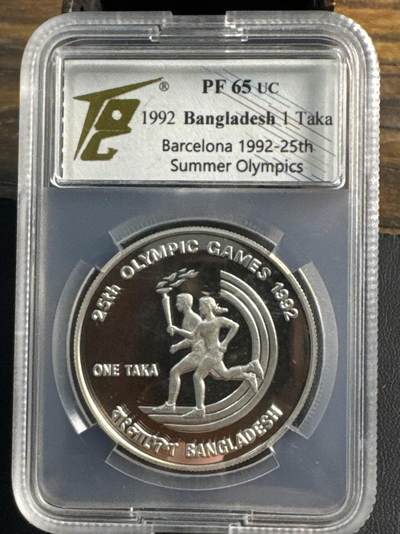 ®
PF 65 UC
1992 Bangladesh 1 Taka
Barcelona 1992-25th
Summer Olympics
25th OLYMPIC GAMES 1992
ONE TAKA
বাংলাদেশ BANGLADESH